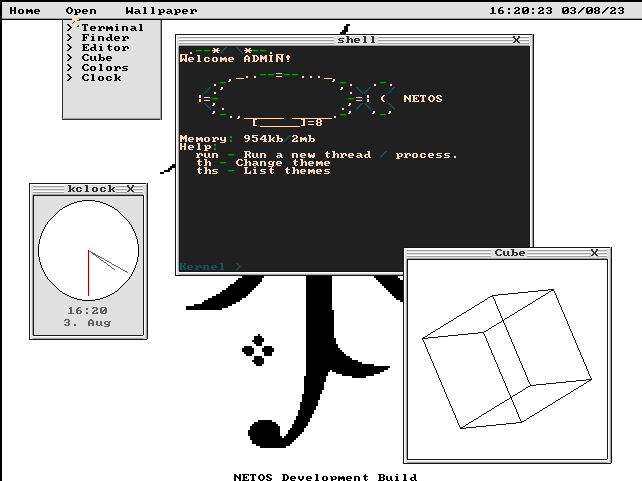 Home Open Wallpaper 16:20:23 03/08/23
> Terminal
> Finder
> Editor
> Cube
> Colors
> Clock
shell X
Welcome ADMIN!
NETOS
Memory: 954kb/2mb
Help:
run - Run a new thread / process.
th - Change theme
ths - List themes
Kernel >
kclock X
16:20
3. Aug
Cube X
NETOS Development Build